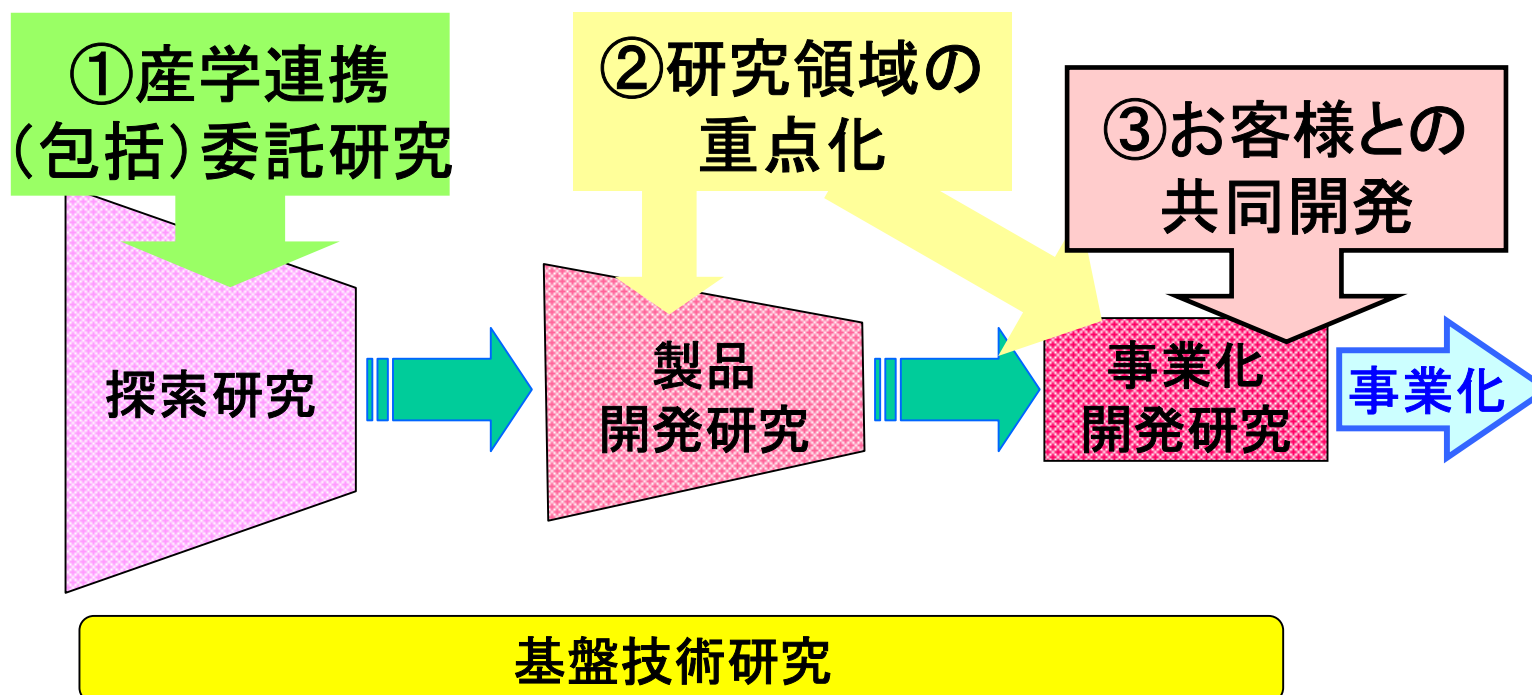 ①産学連携
（包括）委託研究
②研究領域の
重点化
③お客様との
共同開発
探索研究
製品
開発研究
事業化
開発研究
事業化
基盤技術研究